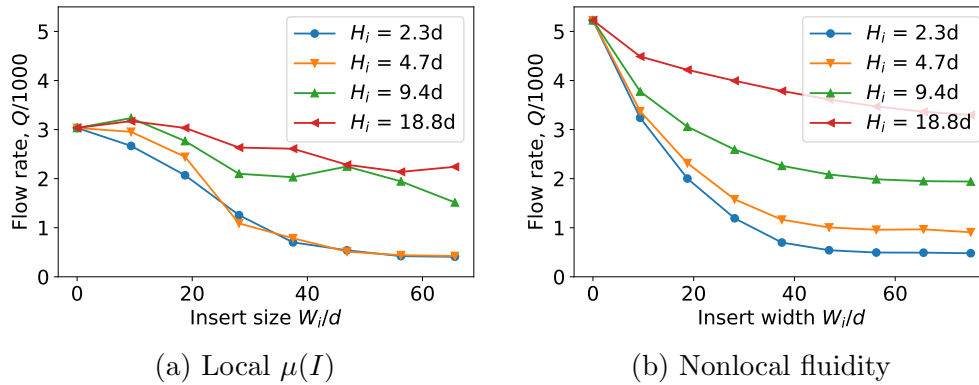 5
4
3
2
1
0
Flow rate, Q/1000
H_i = 2.3d
H_i = 4.7d
H_i = 9.4d
H_i = 18.8d
0
20
40
60
Insert size W_i/d
(a) Local μ(I)
5
4
3
2
1
0
Flow rate, Q/1000
H_i = 2.3d
H_i = 4.7d
H_i = 9.4d
H_i = 18.8d
0
20
40
60
Insert width W_i/d
(b) Nonlocal fluidity